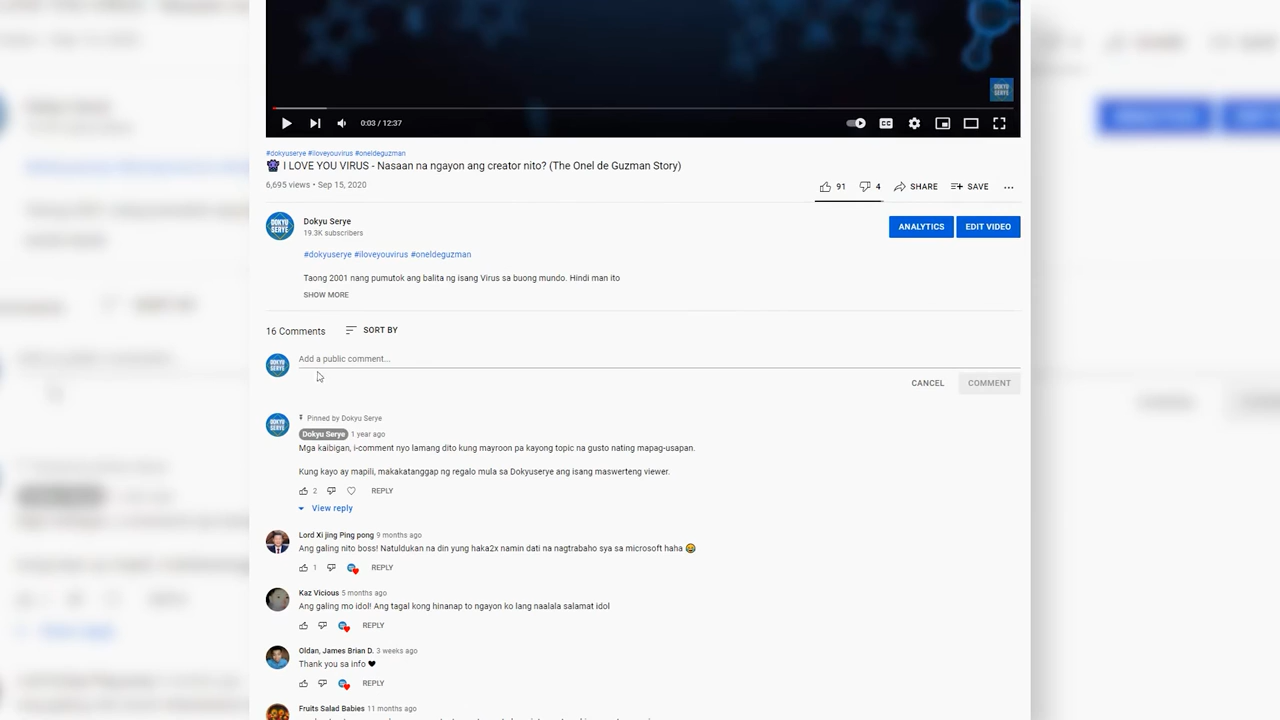 DOKYU
SERYE
0:03 / 12:37
CC
#dokyuserye #iloveyouvirus #oneldeguzman
I LOVE YOU VIRUS - Nasaan na ngayon ang creator nito? (The Onel de Guzman Story)
6,695 views • Sep 15, 2020
91 4 SHARE SAVE
DOKYU
SERYE
Dokyu Serye
19.3K subscribers
ANALYTICS EDIT VIDEO
#dokyuserye #iloveyouvirus #oneldeguzman
Taong 2001 nang pumutok ang balita ng isang Virus sa buong mundo. Hindi man ito
SHOW MORE
16 Comments SORT BY
Add a public comment...
CANCEL COMMENT
Pinned by Dokyu Serye
Dokyu Serye 1 year ago
Mga kaibigan, i-comment nyo lamang dito kung mayroon pa kayong topic na gusto nating mapag-usapan.
Kung kayo ay mapili, makakatanggap ng regalo mula sa Dokyuserye ang isang maswerteng viewer.
2 REPLY
View reply
Lord Xi jing Ping pong 9 months ago
Ang galing nito boss! Natuldukan na din yung haka2x namin dati na nagtrabaho sya sa microsoft haha 😂
1 REPLY
Kaz Vicious 5 months ago
Ang galing mo idol! Ang tagal kong hinanap to ngayon ko lang naalala salamat idol
REPLY
Oldan, James Brian D. 3 weeks ago
Thank you sa info ❤
REPLY
Fruits Salad Babies 11 months ago